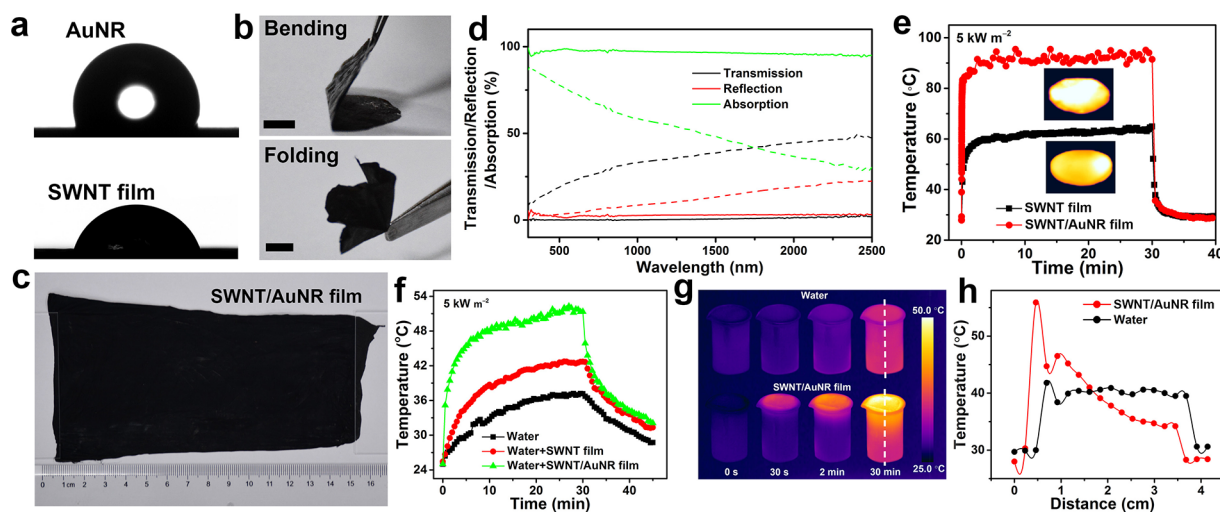 a
AuNR
SWNT film
b
Bending
Folding
c
SWNT/AuNR film
1cm 2 3 4 5 6 7 8 9 10 11 12 13 14 15 16
d
Transmission/Reflection
/Absorption (%)
100
50
0
Transmission
Reflection
Absorption
500 1000 1500 2000 2500
Wavelength (nm)
e
5 kW m⁻²
Temperature (°C)
100
80
60
40
20
SWNT film
SWNT/AuNR film
0 10 20 30 40
Time (min)
f
5 kW m⁻²
Temperature (°C)
54
48
42
36
30
24
Water
Water+SWNT film
Water+SWNT/AuNR film
0 10 20 30 40
Time (min)
g
Water
50.0 °C
SWNT/AuNR film
0 s 30 s 2 min 30 min
25.0 °C
h
SWNT/AuNR film
Water
Temperature (°C)
60
50
40
30
0 1 2 3 4
Distance (cm)